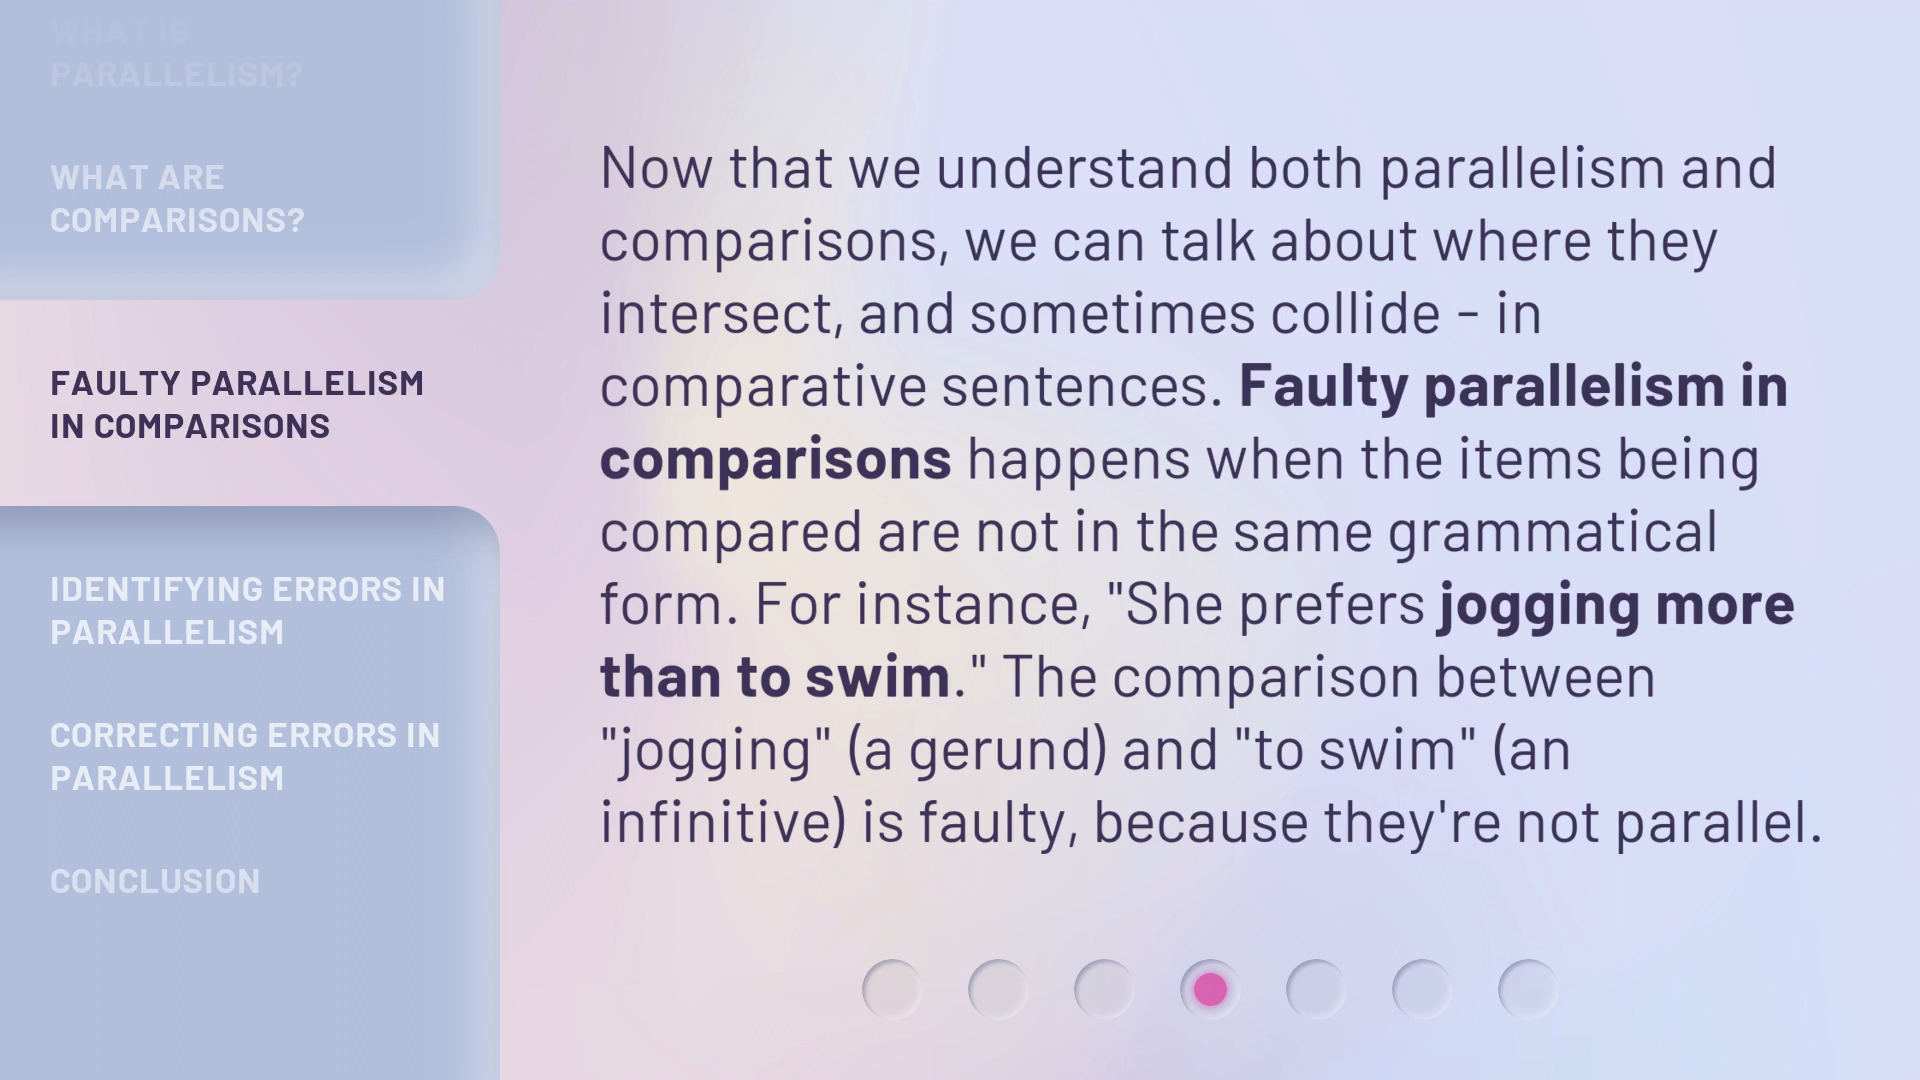 WHAT IS
PARALLELISM?
WHAT ARE
COMPARISONS?
FAULTY PARALLELISM
IN COMPARISONS
IDENTIFYING ERRORS IN
PARALLELISM
CORRECTING ERRORS IN
PARALLELISM
CONCLUSION
Now that we understand both parallelism and
comparisons, we can talk about where they
intersect, and sometimes collide - in
comparative sentences. Faulty parallelism in
comparisons happens when the items being
compared are not in the same grammatical
form. For instance, "She prefers jogging more
than to swim." The comparison between
"jogging" (a gerund) and "to swim" (an
infinitive) is faulty, because they're not parallel.